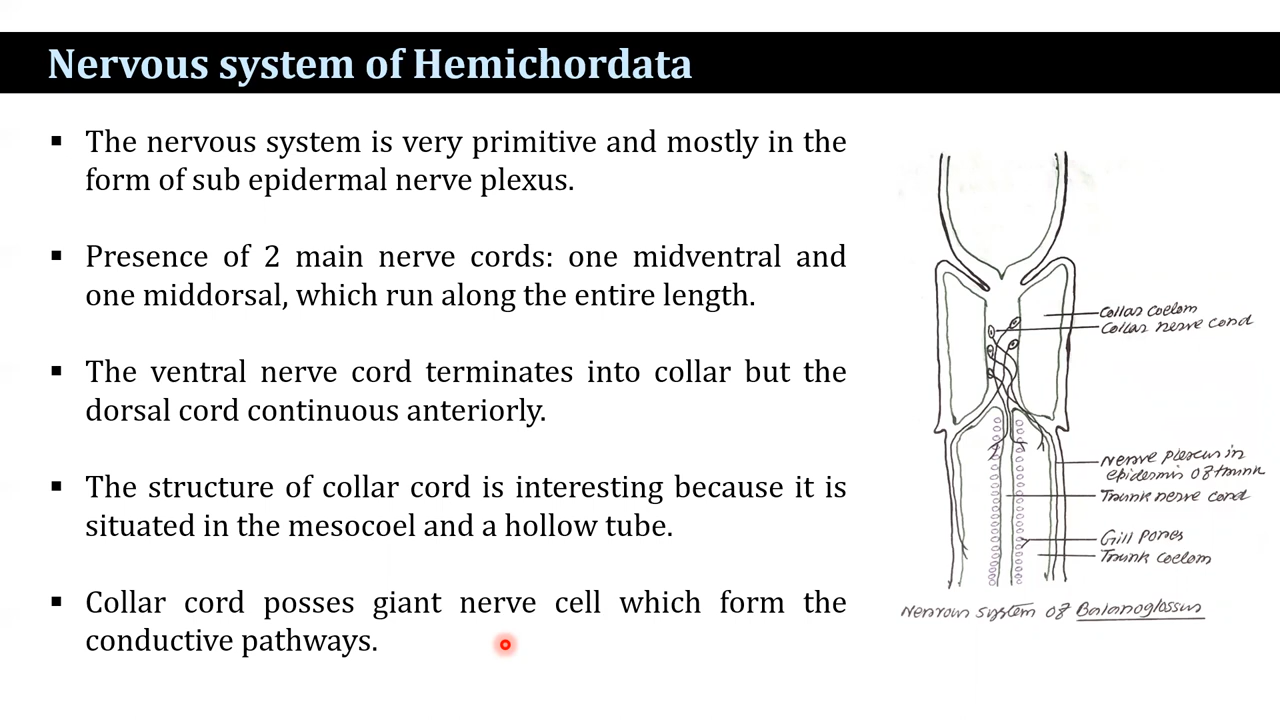 Nervous system of Hemichordata
▪ The nervous system is very primitive and mostly in the
form of sub epidermal nerve plexus.
▪ Presence of 2 main nerve cords: one midventral and
one middorsal, which run along the entire length.
▪ The ventral nerve cord terminates into collar but the
dorsal cord continuous anteriorly.
▪ The structure of collar cord is interesting because it is
situated in the mesocoel and a hollow tube.
▪ Collar cord posses giant nerve cell which form the
conductive pathways.
Collar coelom
Collar nerve cord
Nerve plexus in
epidermis of trunk
Trunk nerve cord
Gill pores
Trunk coelom
Nervous system of Balanoglossus